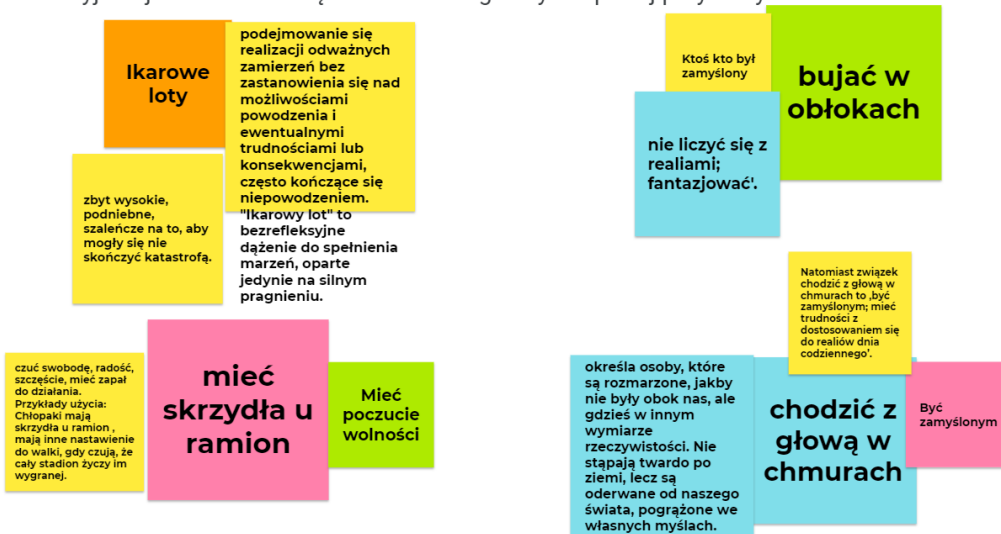 Ikarowe
loty
podejmowanie się
realizacji odważnych
zamierzeń bez
zastanowienia się nad
możliwościami
powodzenia i
ewentualnymi
trudnościami lub
konsekwencjami,
często kończące się
niepowodzeniem.
"Ikarowy lot" to
bezrefleksyjne
dążenie do spełnienia
marzeń, oparte
jedynie na silnym
pragnieniu.
zbyt wysokie,
podniebne,
szaleńcze na to, aby
mogły się nie
skończyć katastrofą.
Ktoś kto był
zamyślony
bujać w
obłokach
nie liczyć się z
realiami;
fantazjować'.
czuć swobodę, radość,
szczęście, mieć zapał
do działania.
Przykłady użycia:
Chłopaki mają
skrzydła u ramion ,
mają inne nastawienie
do walki, gdy czują, że
cały stadion życzy im
wygranej.
mieć
skrzydła u
ramion
Mieć
poczucie
wolności
Natomiast związek
chodzić z głową w
chmurach to ‚być
zamyślonym; mieć
trudności z
dostosowaniem się
do realiów dnia
codziennego’.
określa osoby, które
są rozmarzone, jakby
nie były obok nas, ale
gdzieś w innym
wymiarze
rzeczywistości. Nie
stąpają twardo po
ziemi, lecz są
oderwane od naszego
świata, pogrążone we
własnych myślach.
chodzić z
głową w
chmurach
Być
zamyślonym